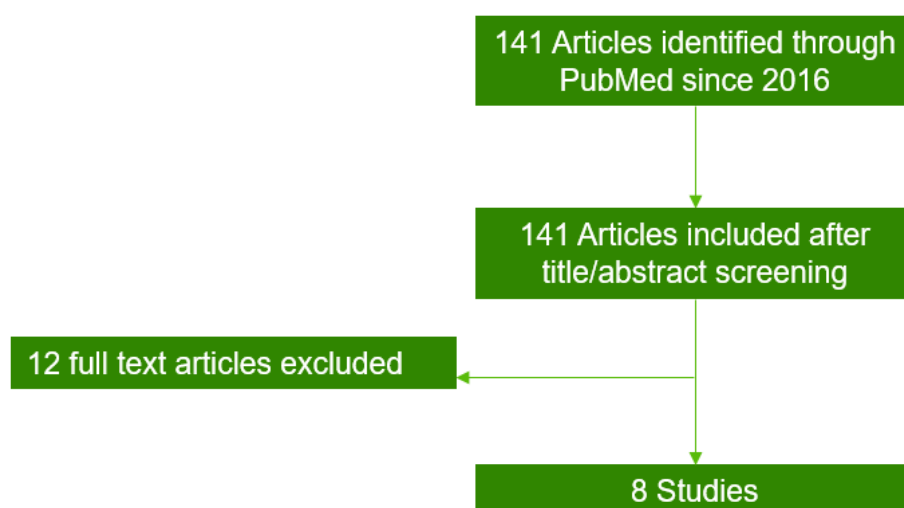 141 Articles identified through
PubMed since 2016
141 Articles included after
title/abstract screening
12 full text articles excluded
8 Studies